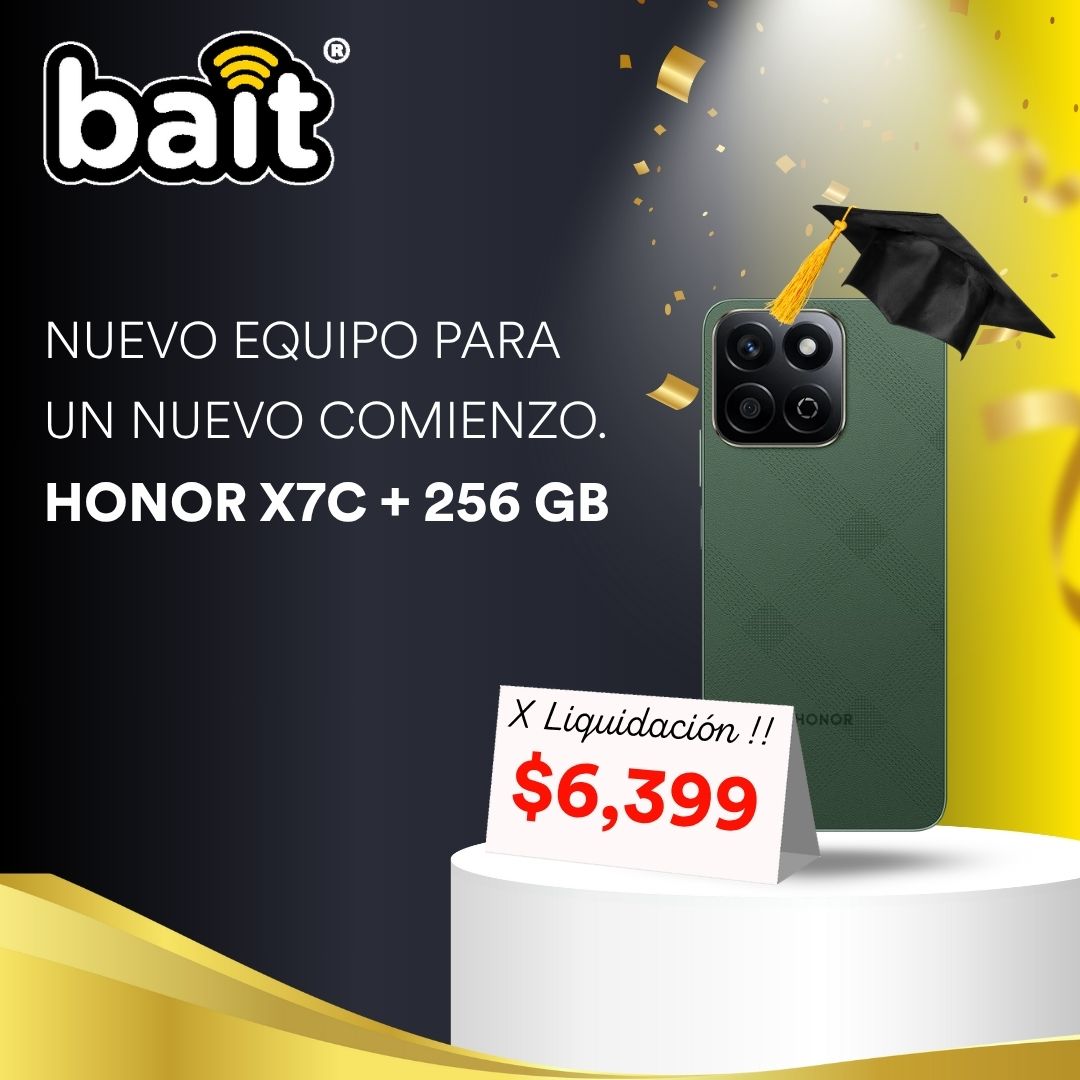 bait®
NUEVO EQUIPO PARA
UN NUEVO COMIENZO.
HONOR X7C + 256 GB
HONOR
X Liquidación !!
$6,399